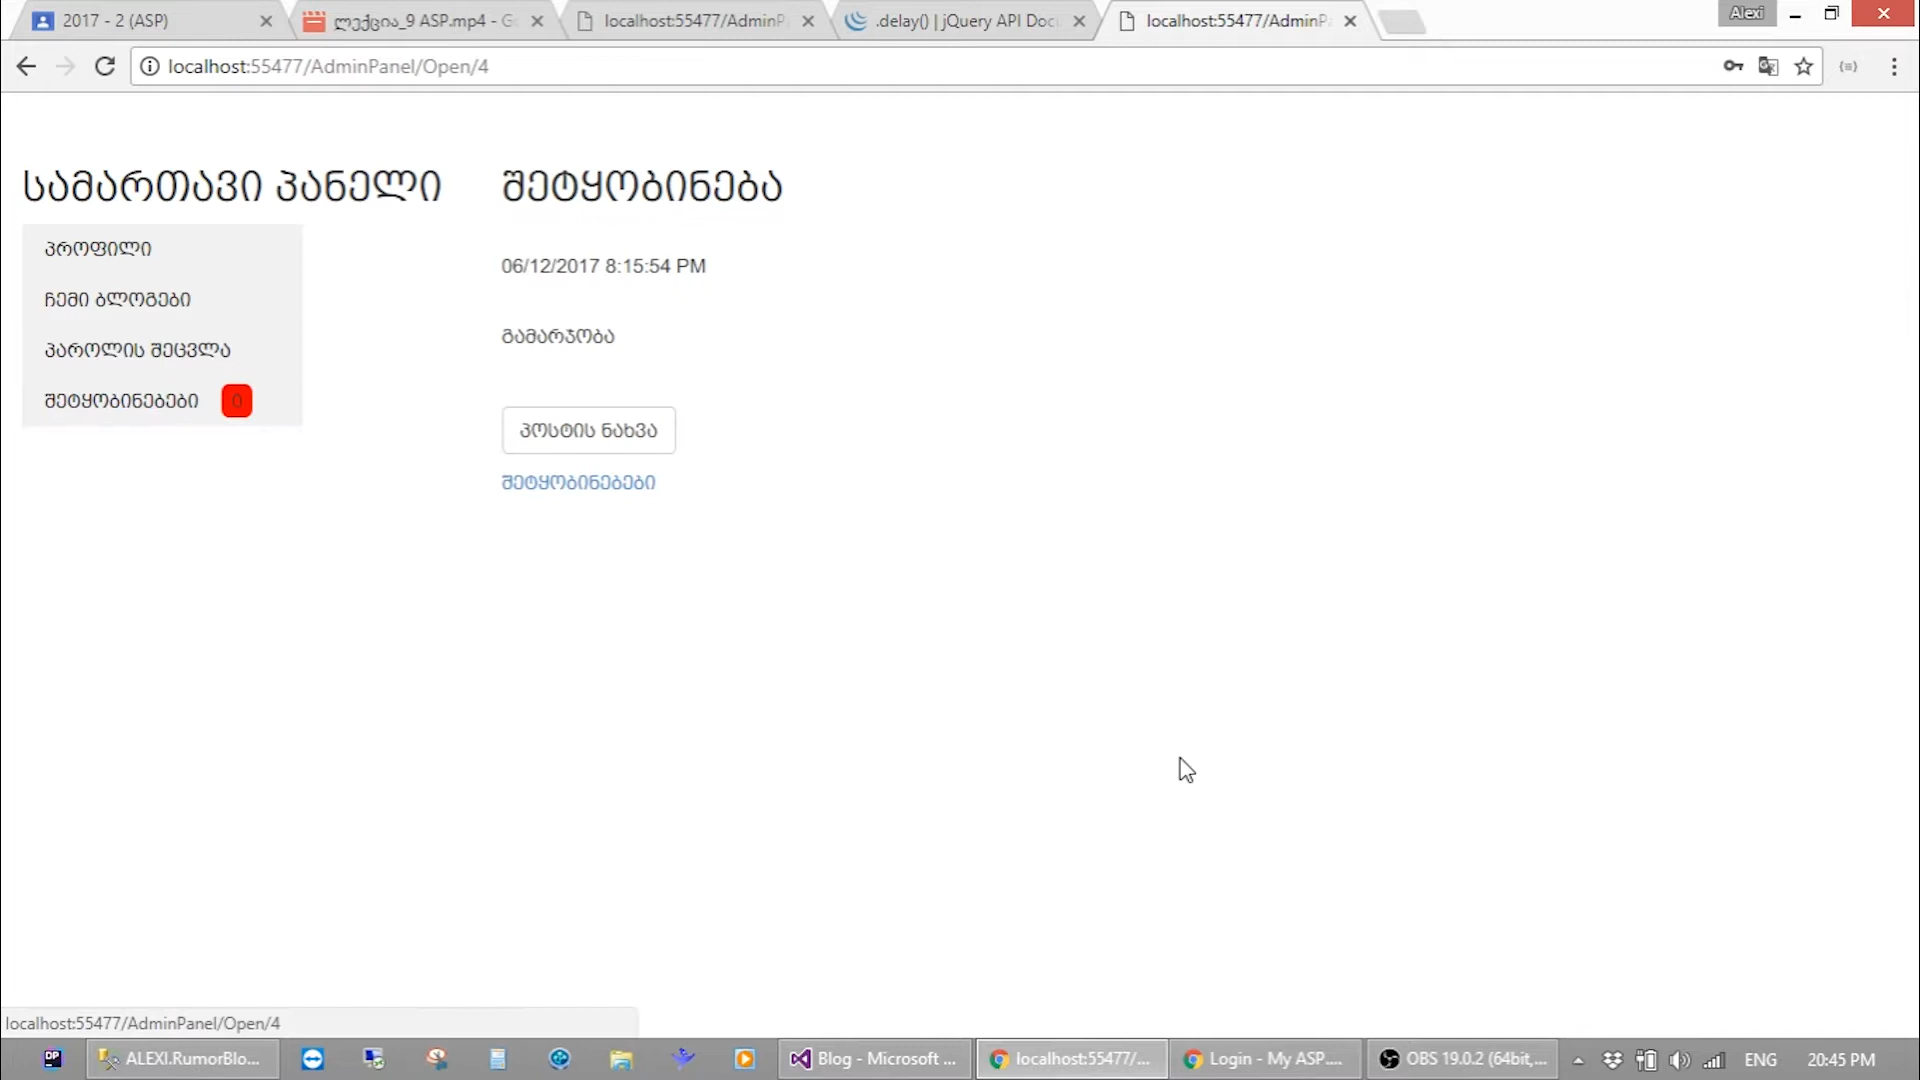 2017 - 2 (ASP)
ლექცია_9 ASP.mp4 - G
localhost:55477/AdminP
.delay() | jQuery API Doc
localhost:55477/AdminP
Alexi
localhost:55477/AdminPanel/Open/4
სამართავი პანელი
შეტყობინება
პროფილი
ჩემი ბლოგები
პაროლის შეცვლა
შეტყობინებები 0
06/12/2017 8:15:54 PM
გამარჯობა
პოსტის ნახვა
შეტყობინებები
localhost:55477/AdminPanel/Open/4
ALEXI.RumorBlo...
Blog - Microsoft ...
localhost:55477/...
Login - My ASP....
OBS 19.0.2 (64bit,...
ENG
20:45 PM